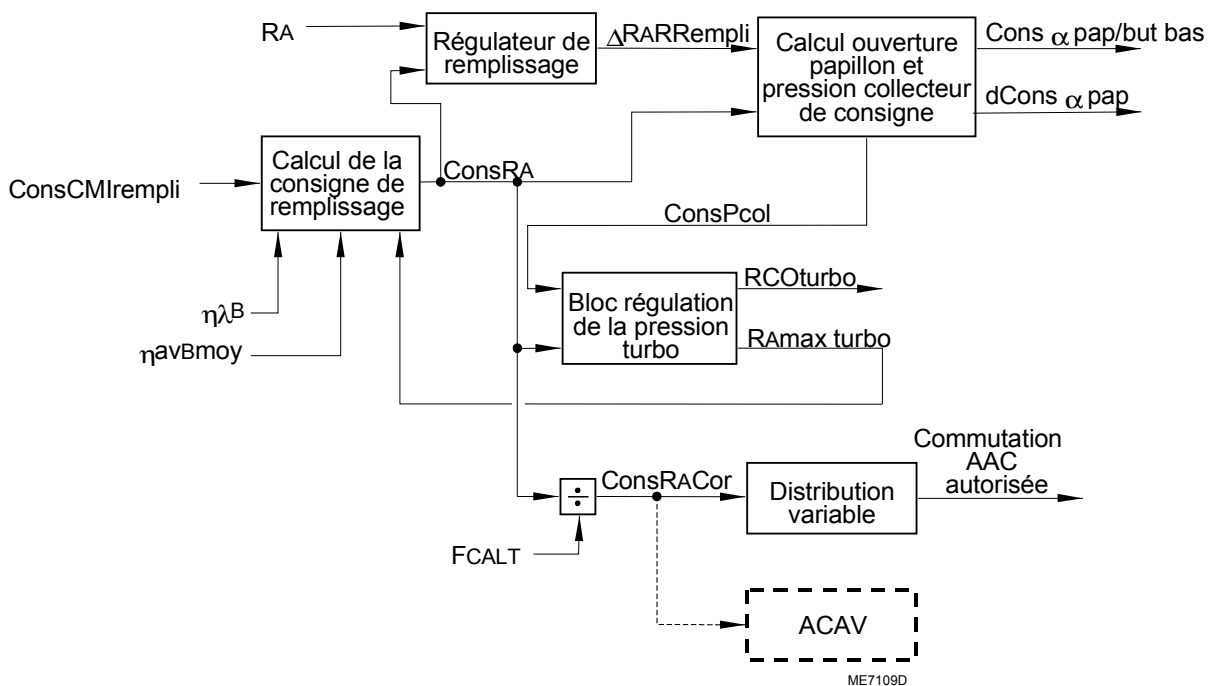 RA
Régulateur de
remplissage
ΔRARRempli
Calcul ouverture
papillon et
pression collecteur
de consigne
Cons α pap/but bas
dCons α pap
ConsCMIrempli
Calcul de la
consigne de
remplissage
ConsRA
ConsPcol
ηλB
ηavBmoy
Bloc régulation
de la pression
turbo
RCOturbo
RAmax turbo
÷
ConsRACor
FCALT
Distribution
variable
Commutation
AAC
autorisée
ACAV
ME7109D